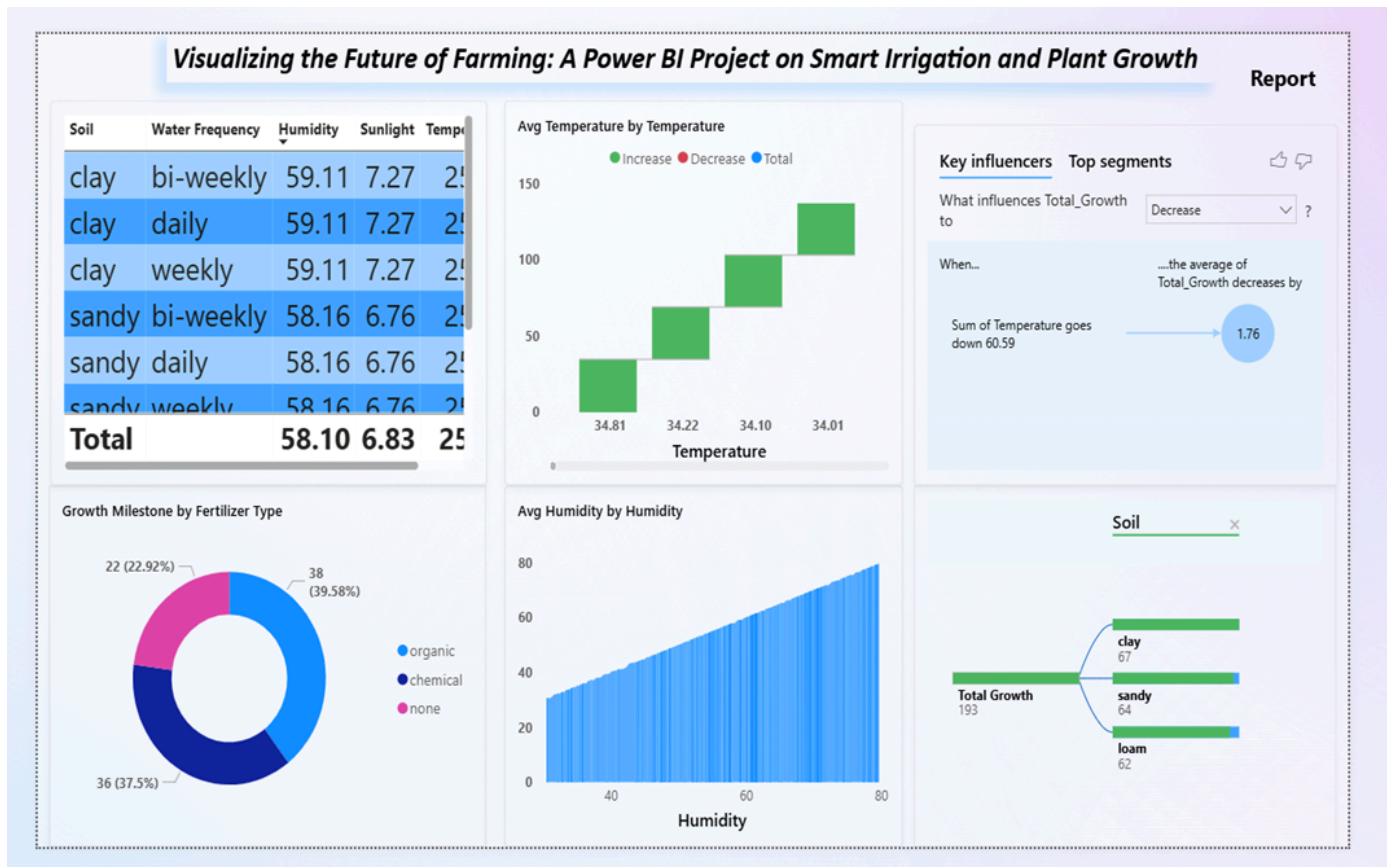 Visualizing the Future of Farming: A Power BI Project on Smart Irrigation and Plant Growth
Report
Soil Water Frequency Humidity Sunlight
clay bi-weekly 59.11 7.27
clay daily 59.11 7.27
clay weekly 59.11 7.27
sandy bi-weekly 58.16 6.76
sandy daily 58.16 6.76
sandy weekly 58.16 6.76
Total 58.10 6.83 25
Avg Temperature by Temperature
Increase Decrease Total
150
100
50
0
34.81 34.22 34.10 34.01
Temperature
Key influencers Top segments
What influences Total_Growth
to
Decrease
?
When...
....the average of
Total_Growth decreases by
Sum of Temperature goes
down 60.59
1.76
Growth Milestone by Fertilizer Type
22 (22.92%)
38
(39.58%)
36 (37.5%)
organic
chemical
none
Avg Humidity by Humidity
80
60
40
20
0
40 60 80
Humidity
Soil
Total Growth
193
clay
67
sandy
64
loam
62